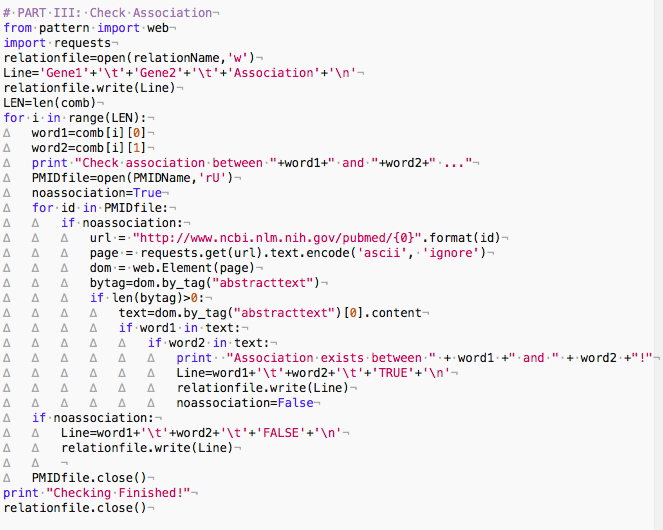 # PART III: Check Association¬
from pattern import web¬
import requests¬
relationfile=open(relationName,'w')¬
Line='Gene1'+'\t'+'Gene2'+'\t'+'Association'+'\n'¬
relationfile.write(Line)¬
LEN=len(comb)¬
for i in range(LEN):¬
∆ word1=comb[i][0]¬
∆ word2=comb[i][1]¬
∆ print "Check association between "+word1+" and "+word2+" ..."¬
∆ PMIDfile=open(PMIDName,'rU')¬
∆ noassociation=True¬
∆ for id in PMIDfile:¬
∆ ∆ if noassociation:¬
∆ ∆ ∆ url = "http://www.ncbi.nlm.nih.gov/pubmed/{0}".format(id)¬
∆ ∆ ∆ page = requests.get(url).text.encode('ascii', 'ignore')¬
∆ ∆ ∆ dom = web.Element(page)¬
∆ ∆ ∆ bytag=dom.by_tag("abstracttext")¬
∆ ∆ ∆ if len(bytag)>0:¬
∆ ∆ ∆ ∆ text=dom.by_tag("abstracttext")[0].content¬
∆ ∆ ∆ ∆ if word1 in text:¬
∆ ∆ ∆ ∆ ∆ if word2 in text:¬
∆ ∆ ∆ ∆ ∆ ∆ print  "Association exists between " + word1 +" and " + word2 +"!"¬
∆ ∆ ∆ ∆ ∆ ∆ Line=word1+'\t'+word2+'\t'+'TRUE'+'\n'¬
∆ ∆ ∆ ∆ ∆ ∆ relationfile.write(Line)¬
∆ ∆ ∆ ∆ ∆ ∆ noassociation=False¬
∆ if noassociation:¬
∆ ∆ Line=word1+'\t'+word2+'\t'+'FALSE'+'\n'¬
∆ ∆ relationfile.write(Line)¬
∆ ∆ ¬
∆ PMIDfile.close()¬
print "Checking Finished!"¬
relationfile.close()¬